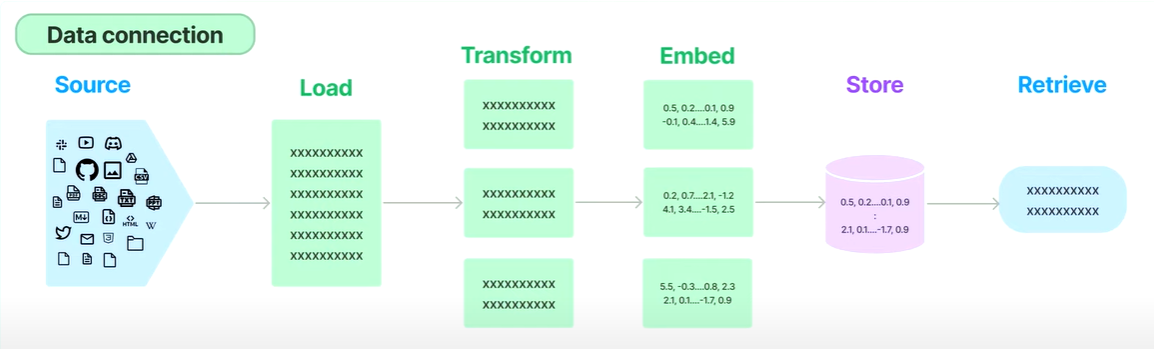 Data connection
Source
Load
Transform
Embed
Store
Retrieve
CSV
TXT
M↓
HTML
W
XXXXXXXXXX
XXXXXXXXXX
XXXXXXXXXX
XXXXXXXXXX
XXXXXXXXXX
XXXXXXXXXX
XXXXXXXXXX
XXXXXXXXXX
XXXXXXXXXX
XXXXXXXXXX
XXXXXXXXXX
XXXXXXXXXX
0.5, 0.2....0.1, 0.9
-0.1, 0.4....1.4, 5.9
0.2, 0.7....2.1, -1.2
4.1, 3.4....-1.5, 2.5
5.5, -0.3....0.8, 2.3
2.1, 0.1....-1.7, 0.9
0.5, 0.2....0.1, 0.9
:
2.1, 0.1....-1.7, 0.9
XXXXXXXXXX
XXXXXXXXXX